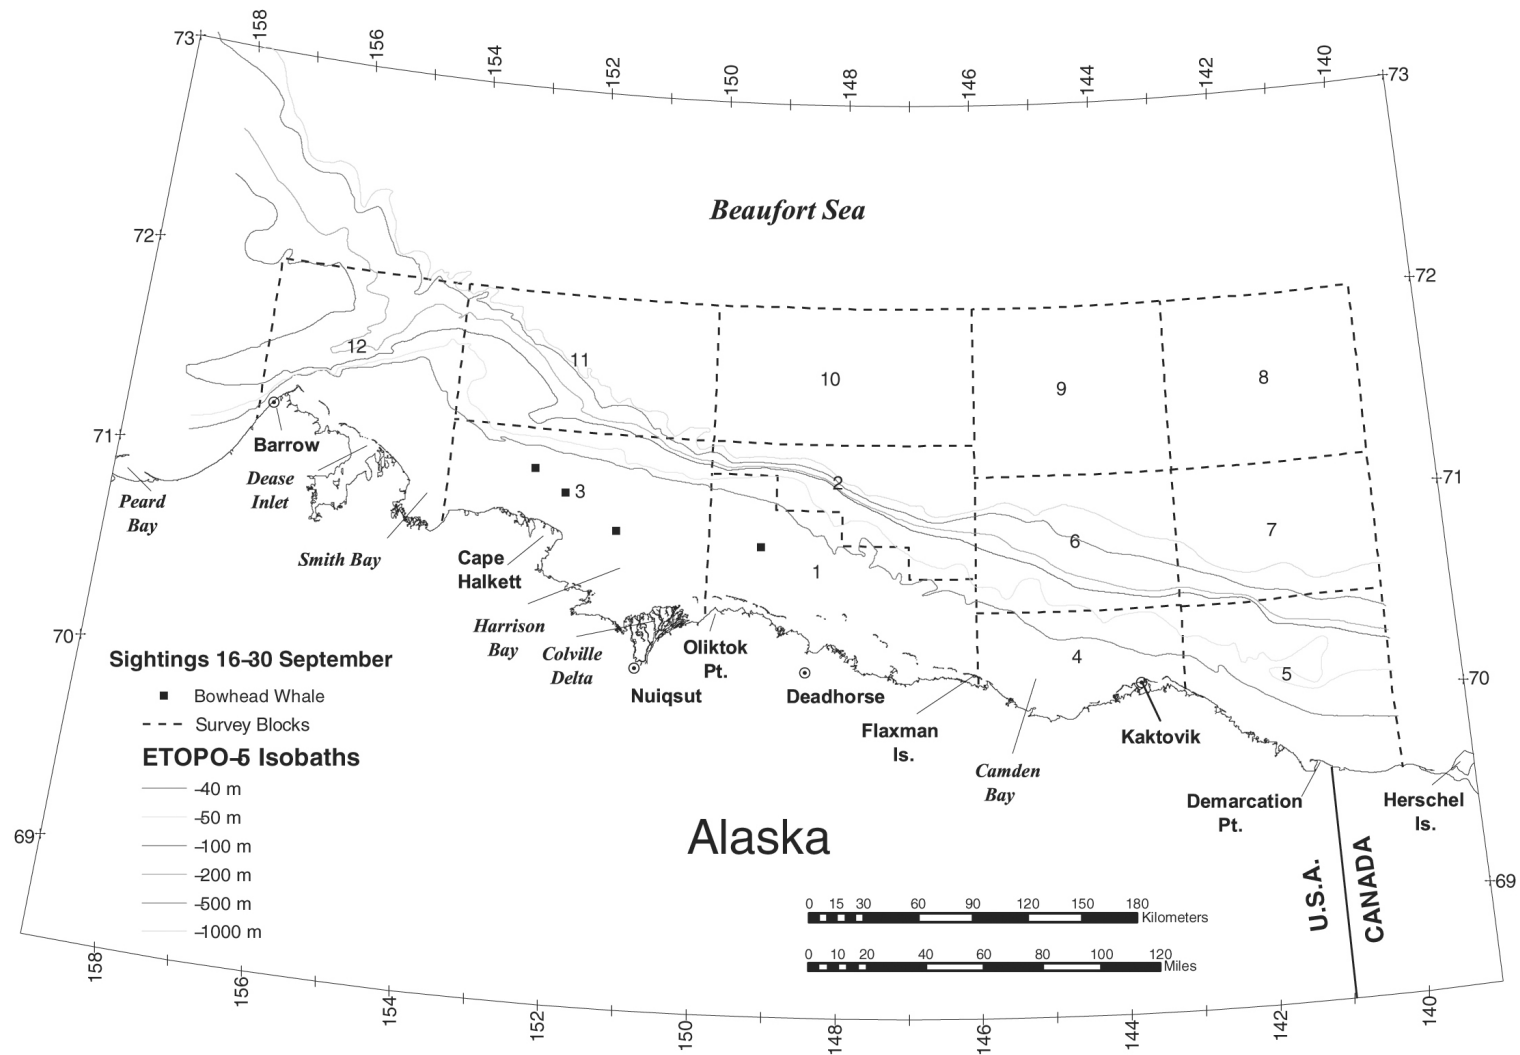 158
156
154
152
150
148
146
144
142
140
73
73
Beaufort Sea
72
72
12
11
10
9
8
71
71
Barrow
Dease
Inlet
Peard
Bay
Smith Bay
3
2
6
7
Cape
Halkett
1
Harrison
Bay
Colville
Delta
Oliktok
Pt.
Nuiqsut
Deadhorse
4
5
70
70
Flaxman
Is.
Kaktovik
Camden
Bay
Demarcation
Pt.
Herschel
Is.
Sightings 16-30 September
Bowhead Whale
Survey Blocks
ETOPO-5 Isobaths
-40 m
-50 m
-100 m
-200 m
-500 m
-1000 m
69
69
Alaska
U.S.A.
CANADA
0 15 30 60 90 120 150 180
Kilometers
0 10 20 40 60 80 100 120
Miles
158
156
154
152
150
148
146
144
142
140